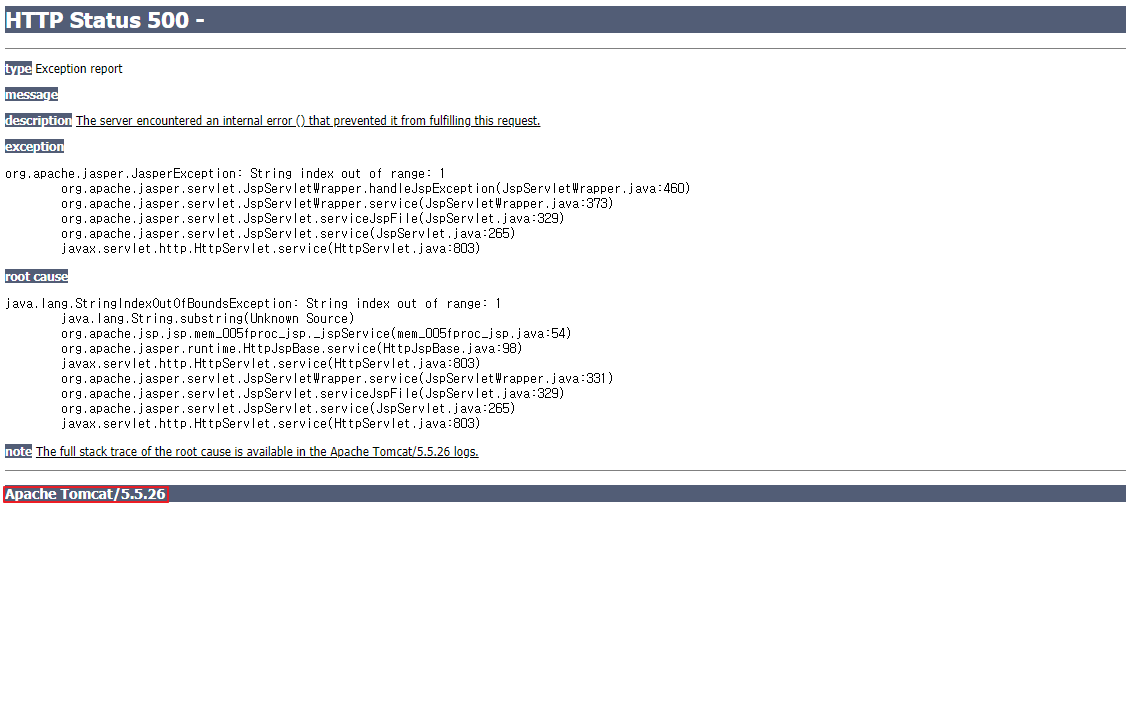 HTTP Status 500 -
type Exception report
message
description The server encountered an internal error () that prevented it from fulfilling this request.
exception
org.apache.jasper.JasperException: String index out of range: 1
org.apache.jasper.servlet.JspServletWrapper.handleJspException(JspServletWrapper.java:460)
org.apache.jasper.servlet.JspServletWrapper.service(JspServletWrapper.java:373)
org.apache.jasper.servlet.JspServlet.serviceJspFile(JspServlet.java:329)
org.apache.jasper.servlet.JspServlet.service(JspServlet.java:265)
javax.servlet.http.HttpServlet.service(HttpServlet.java:803)
root cause
java.lang.StringIndexOutOfBoundsException: String index out of range: 1
java.lang.String.substring(Unknown Source)
org.apache.jsp.jsp.mem_005fproc_jsp._jspService(mem_005fproc_jsp.java:54)
org.apache.jasper.runtime.HttpJspBase.service(HttpJspBase.java:98)
javax.servlet.http.HttpServlet.service(HttpServlet.java:803)
org.apache.jasper.servlet.JspServletWrapper.service(JspServletWrapper.java:331)
org.apache.jasper.servlet.JspServlet.serviceJspFile(JspServlet.java:329)
org.apache.jasper.servlet.JspServlet.service(JspServlet.java:265)
javax.servlet.http.HttpServlet.service(HttpServlet.java:803)
note The full stack trace of the root cause is available in the Apache Tomcat/5.5.26 logs.
Apache Tomcat/5.5.26